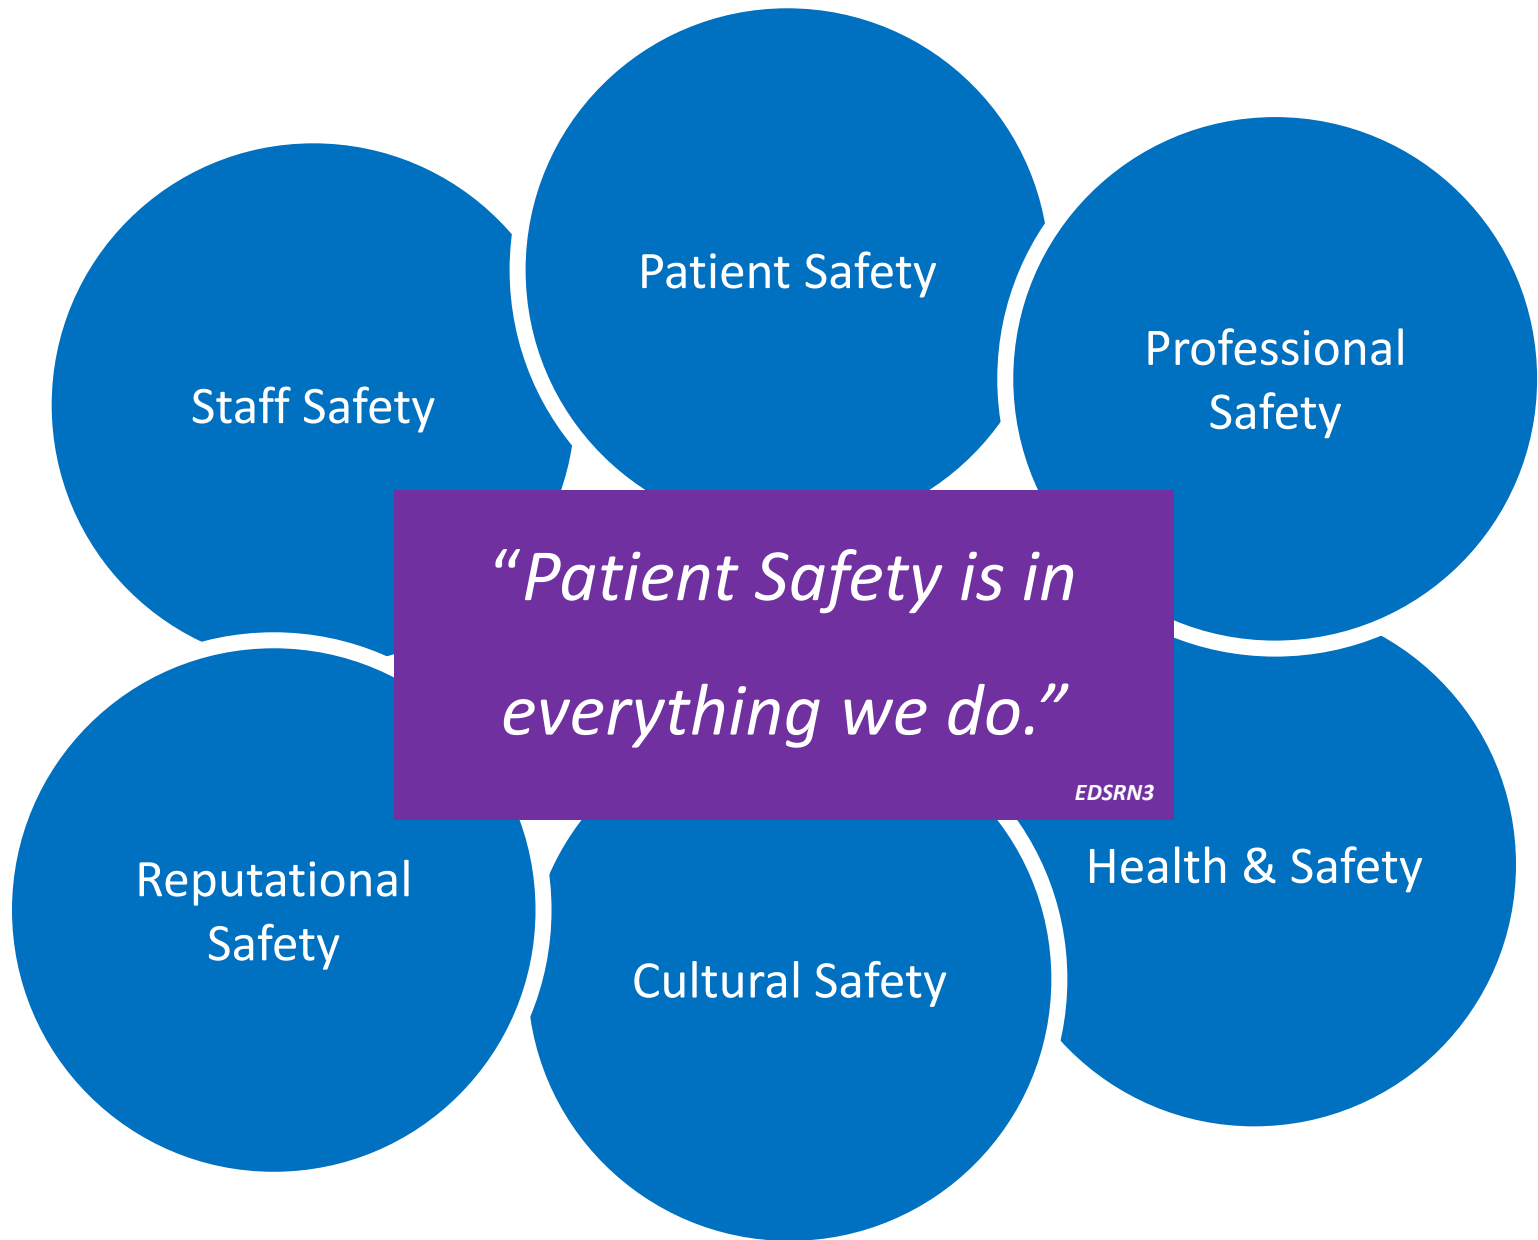 Patient Safety
Professional
Safety
Staff Safety
“Patient Safety is in
everything we do.”
EDSRN3
Health & Safety
Reputational
Safety
Cultural Safety